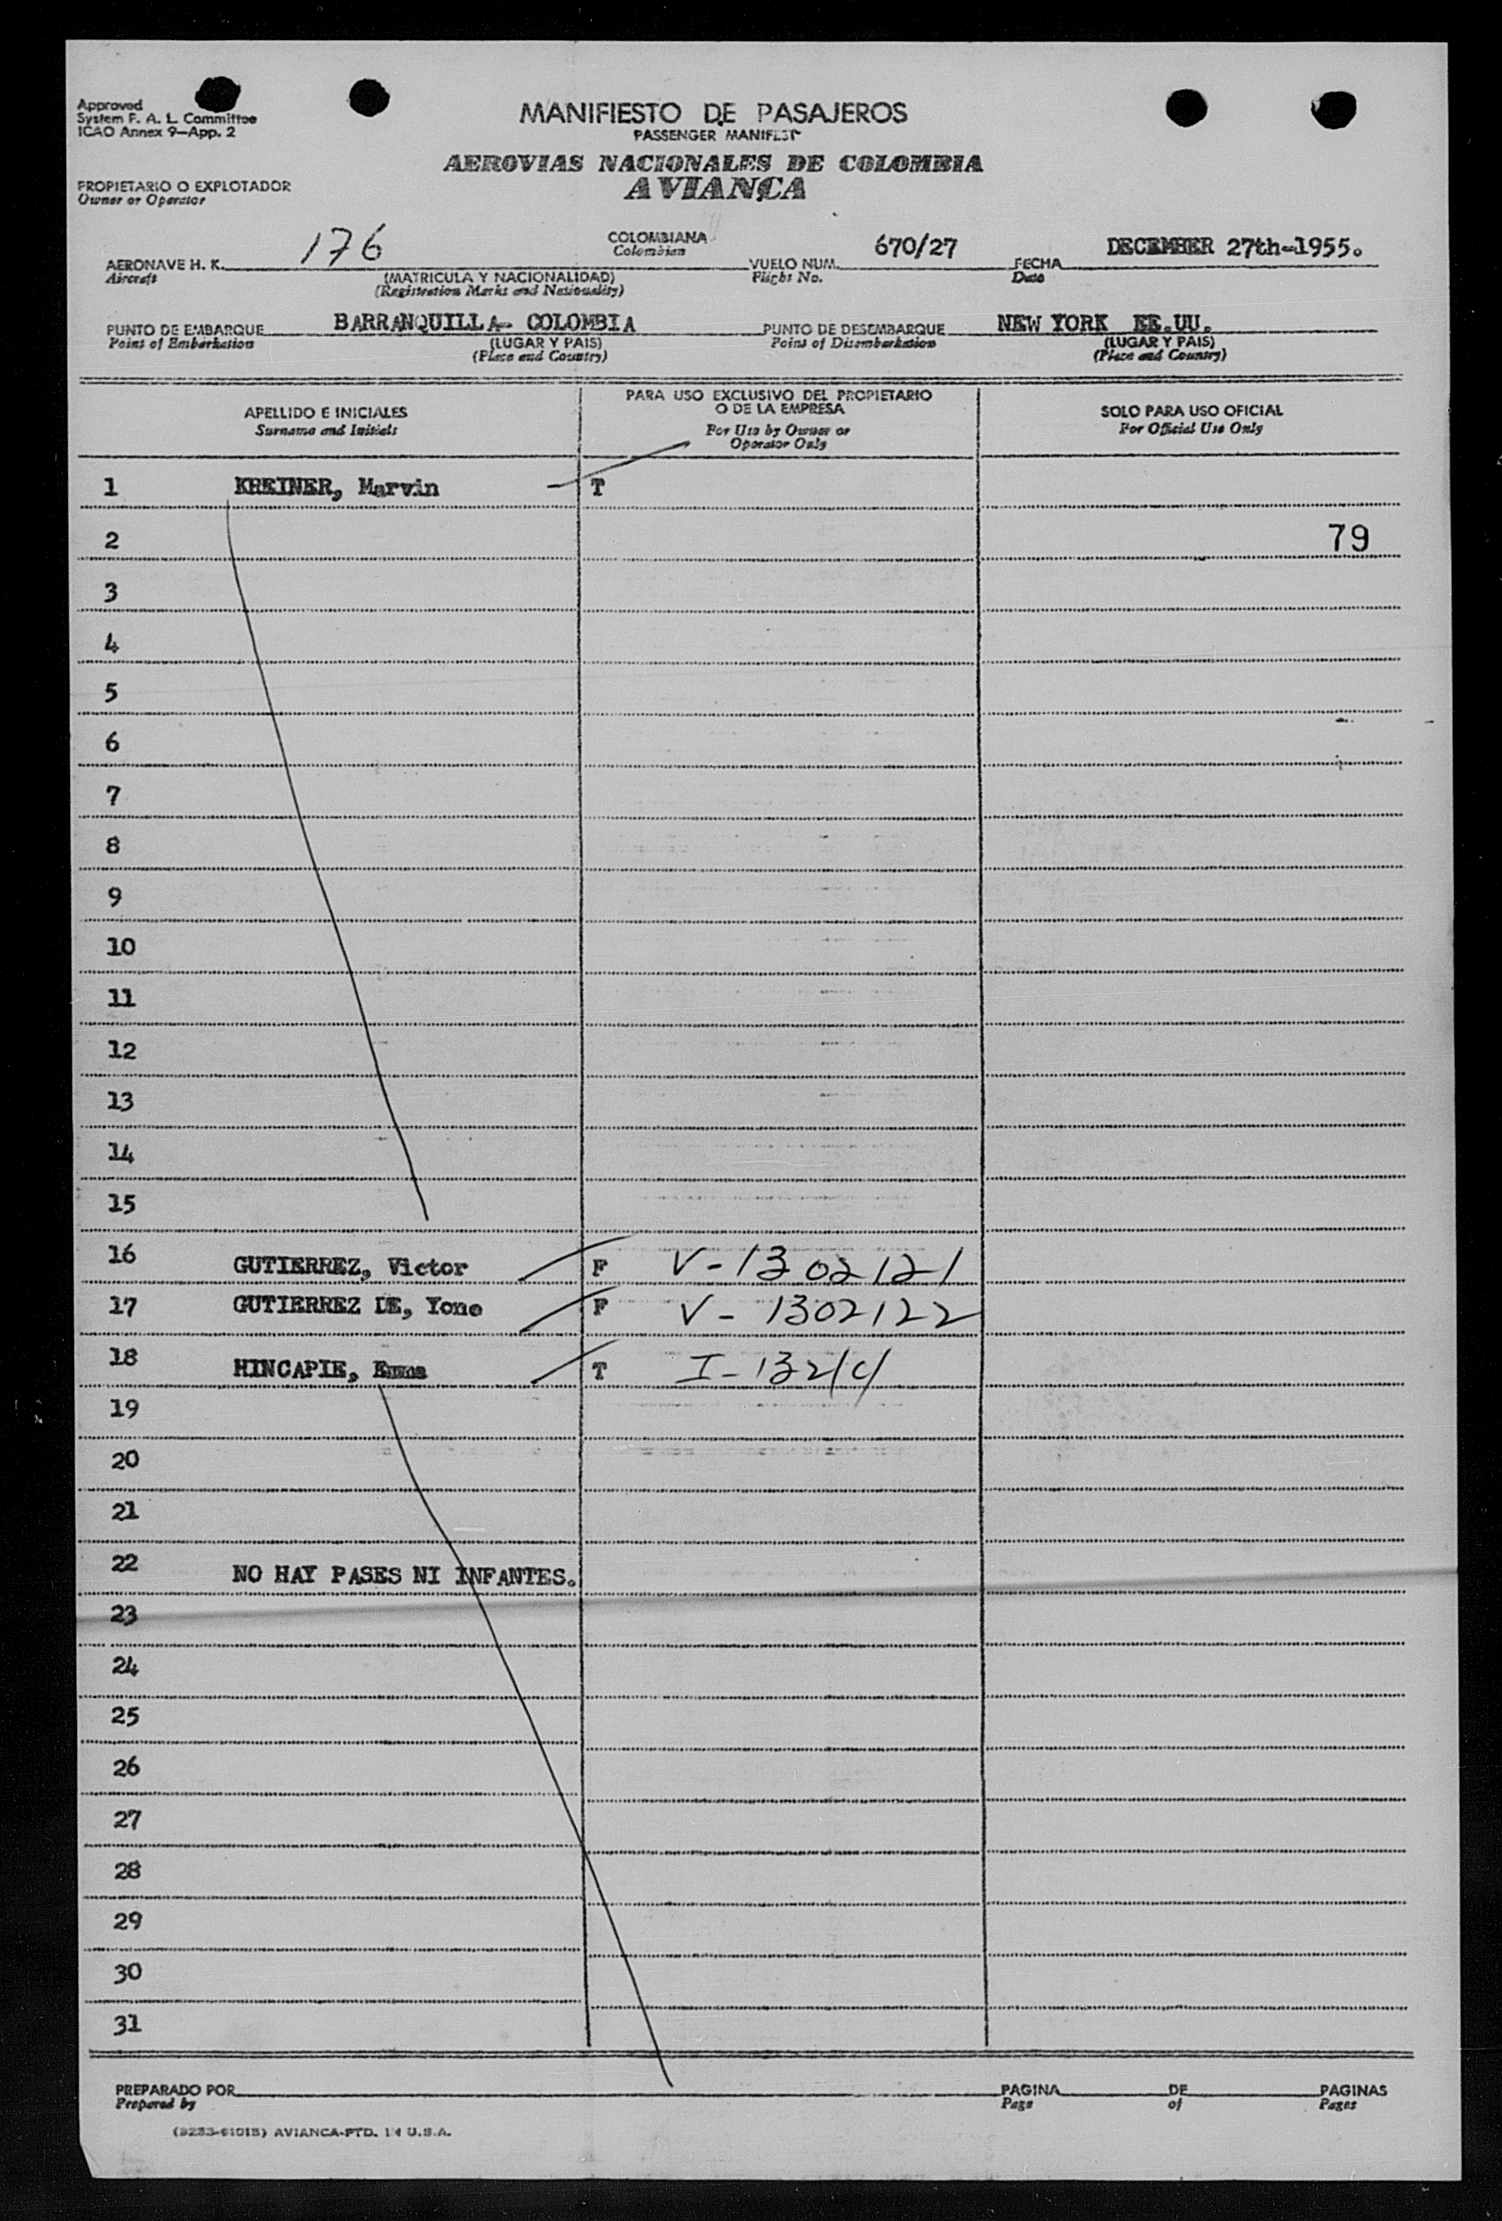 Approved
System F. A. L. Committee
ICAO Annex 9—App. 2
MANIFIESTO DE PASAJEROS
PASSENGER MANIFEST
AEROVIAS NACIONALES DE COLOMBIA
AVIANCA
PROPIETARIO O EXPLOTADOR
Owner or Operator
AERONAVE H. K. 176 COLOMBIANA VUELO NUM. 670/27 FECHA DECEMBER 27th-1955.
Aircraft (MATRICULA Y NACIONALIDAD) Colombian Flight No. Date
(Registration Marks and Nationality)
PUNTO DE EMBARQUE BARRANQUILLA- COLOMBIA PUNTO DE DESEMBARQUE NEW YORK EE.UU.
Point of Embarkation (LUGAR Y PAIS) Point of Disembarkation (LUGAR Y PAIS)
(Place and Country) (Place and Country)
APELLIDO E INICIALES
Surname and Initials
PARA USO EXCLUSIVO DEL PROPIETARIO
O DE LA EMPRESA
For Use by Owner or
Operator Only
SOLO PARA USO OFICIAL
For Official Use Only
1 KREINER, Marvin T
2 79
3
4
5
6
7
8
9
10
11
12
13
14
15
16 GUTIERREZ, Victor F V-1302121
17 GUTIERREZ DE, Yone F V-1302122
18 HINCAPIE, Emma T I-
19
20
21
22 NO HAY PASES NI INFANTES.
23
24
25
26
27
28
29
30
31
PREPARADO POR PAGINA DE PAGINAS
Prepared by Page of Pages
AVIANCA-PTD. U.S.A.